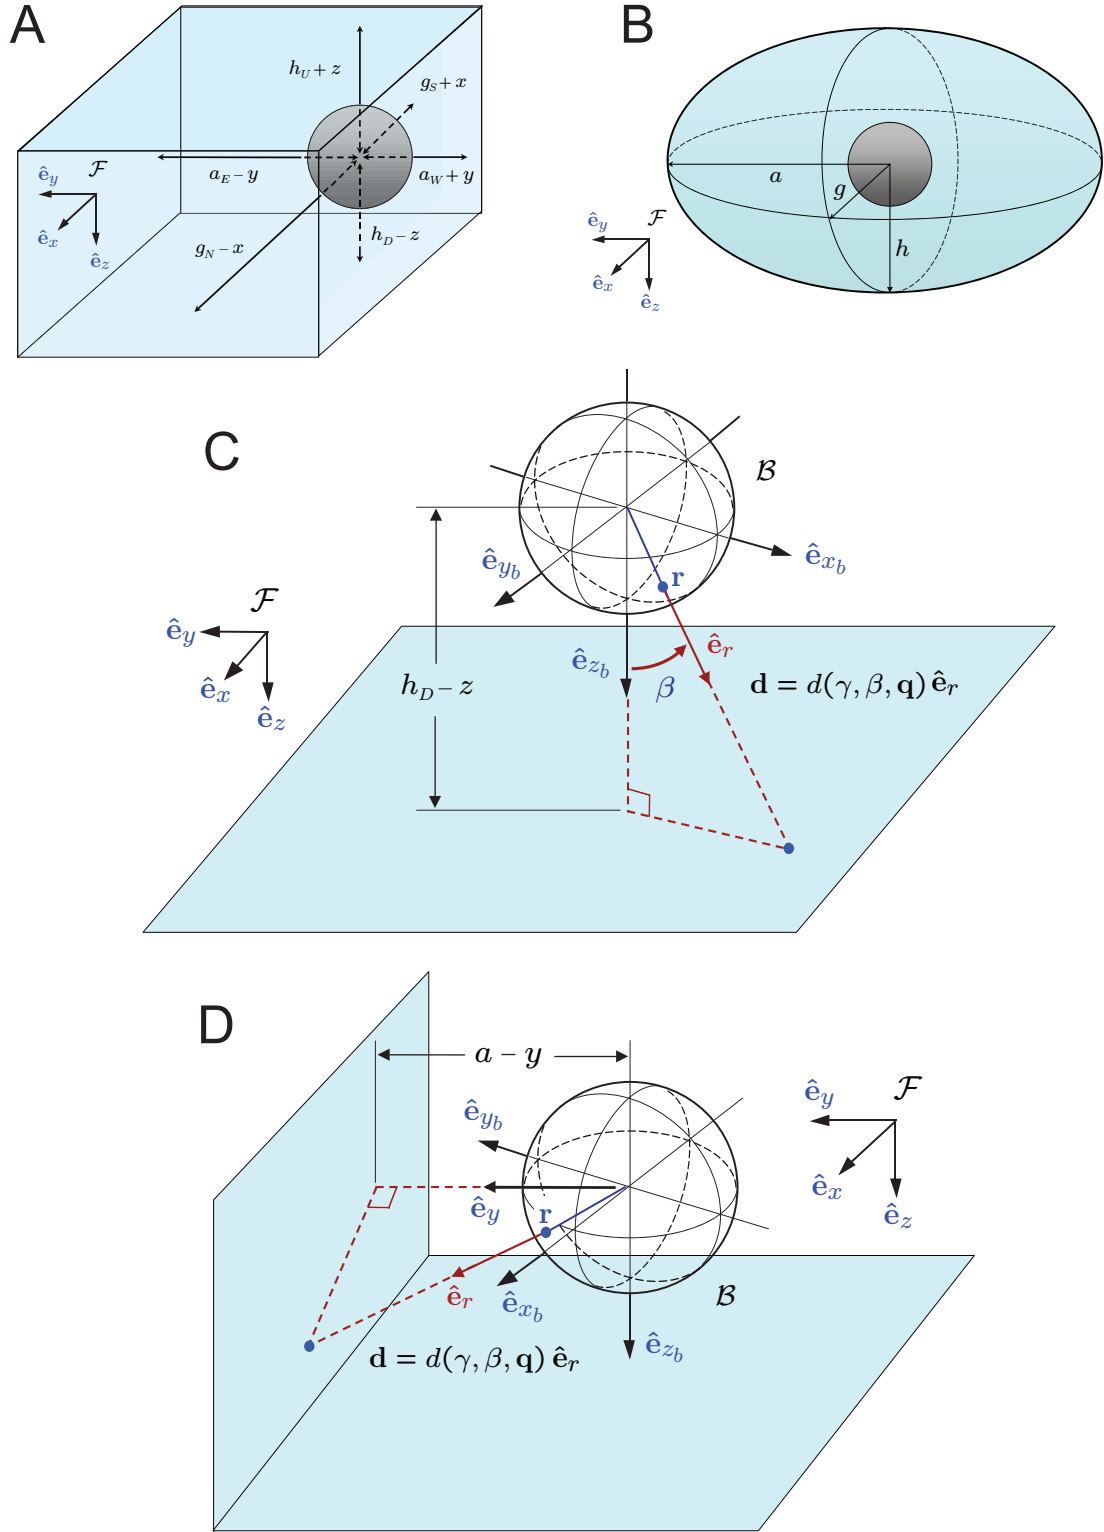 A
h_U + z
g_S + x
a_E − y
a_W + y
h_D − z
g_N − x
ℱ
ê_y
ê_x
ê_z
B
a
g
h
ℱ
ê_y
ê_x
ê_z
C
ℬ
ê_{x_b}
ê_{y_b}
r
ℱ
ê_y
ê_x
ê_z
ê_{z_b}
ê_r
β
h_D − z
d = d(γ, β, q) ê_r
D
a − y
ℱ
ê_y
ê_x
ê_z
ê_{y_b}
ê_y
r
ê_r
ê_{x_b}
ℬ
ê_{z_b}
d = d(γ, β, q) ê_r